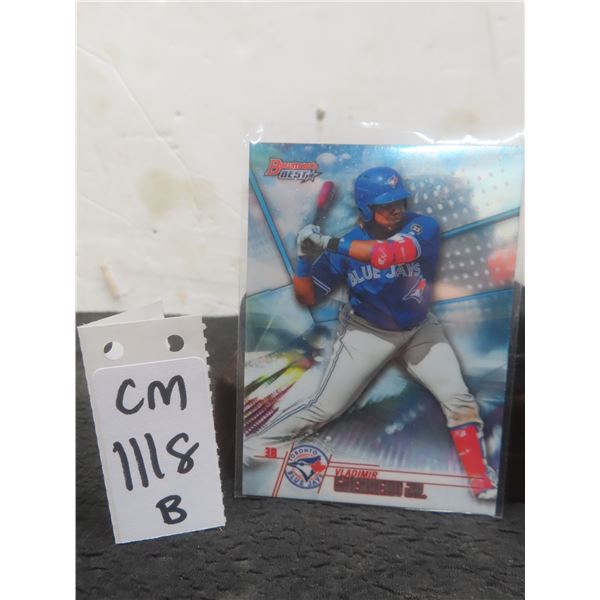 Bowman's
BEST
BLUE JAYS
CM
1118
B
3B
TORONTO
BLUE JAYS
VLADIMIR
GUERRERO JR.